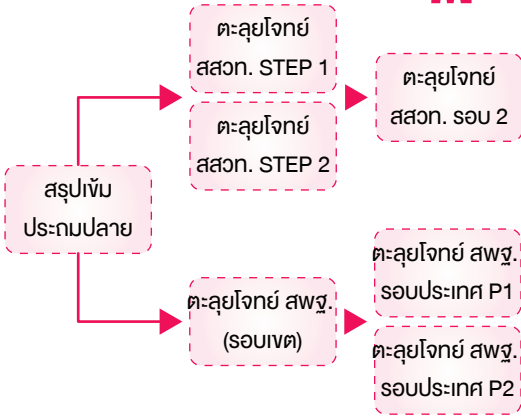 ตะลุยโจทย์
สสวท. STEP 1
ตะลุยโจทย์
สสวท. STEP 2
ตะลุยโจทย์
สสวท. รอบ 2
สรุปเข้ม
ประถมปลาย
ตะลุยโจทย์ สพฐ.
(รอบเขต)
ตะลุยโจทย์ สพฐ.
รอบประเทศ P1
ตะลุยโจทย์ สพฐ.
รอบประเทศ P2